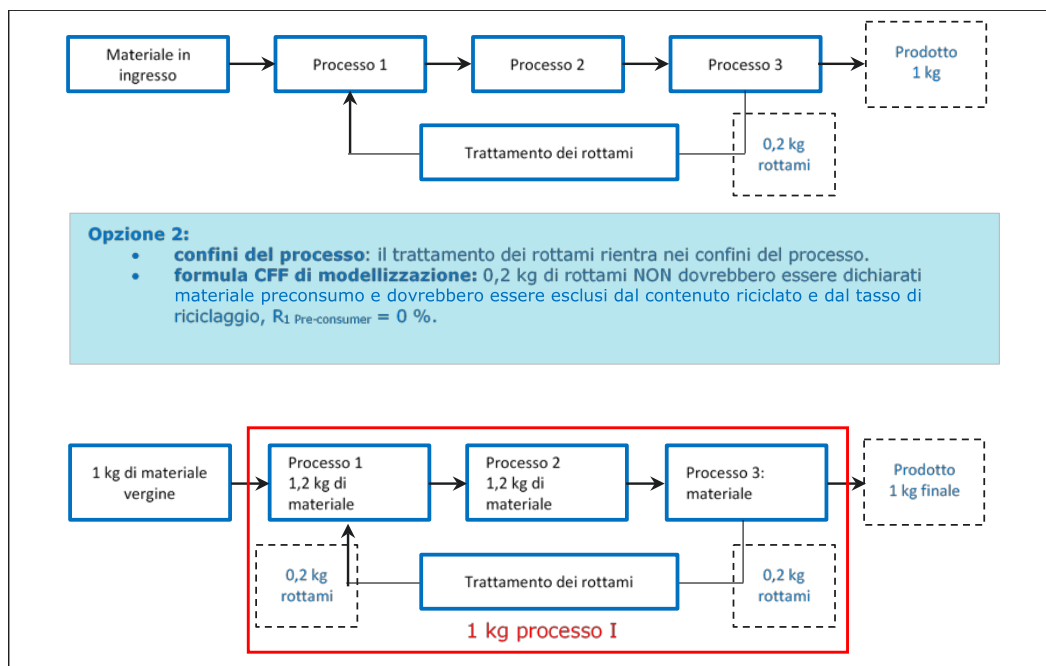 Materiale in
ingresso
Processo 1
Processo 2
Processo 3
Prodotto
1 kg
Trattamento dei rottami
0,2 kg
rottami
Opzione 2:
• confini del processo: il trattamento dei rottami rientra nei confini del processo.
• formula CFF di modellizzazione: 0,2 kg di rottami NON dovrebbero essere dichiarati
materiale preconsumo e dovrebbero essere esclusi dal contenuto riciclato e dal tasso di
riciclaggio, R1 Pre-consumer = 0 %.
1 kg di materiale
vergine
Processo 1
1,2 kg di
materiale
Processo 2
1,2 kg di
materiale
Processo 3:
materiale
Prodotto
1 kg finale
0,2 kg
rottami
Trattamento dei rottami
0,2 kg
rottami
1 kg processo I